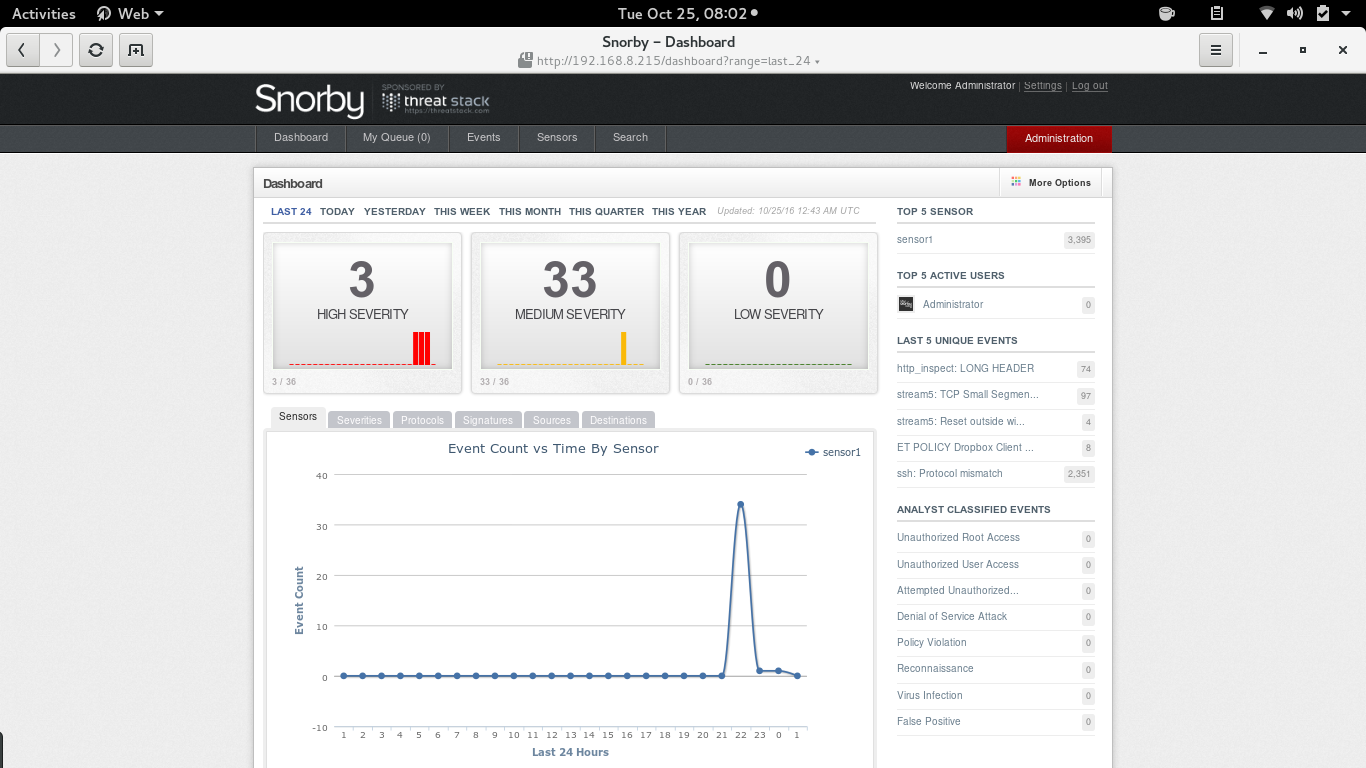 Activities Web Tue Oct 25, 08:02
Snorby – Dashboard
http://192.168.8.215/dashboard?range=last_24
Snorby SPONSORED BY threat stack https://threatstack.com
Welcome Administrator | Settings | Log out
Dashboard My Queue (0) Events Sensors Search Administration
Dashboard More Options
LAST 24 TODAY YESTERDAY THIS WEEK THIS MONTH THIS QUARTER THIS YEAR Updated: 10/25/16 12:43 AM UTC
3
HIGH SEVERITY
3 / 36
33
MEDIUM SEVERITY
33 / 36
0
LOW SEVERITY
0 / 36
Sensors Severities Protocols Signatures Sources Destinations
Event Count vs Time By Sensor
sensor1
Event Count
40
30
20
10
0
-10
1 2 3 4 5 6 7 8 9 10 11 12 13 14 15 16 17 18 19 20 21 22 23 0 1
Last 24 Hours
TOP 5 SENSOR
sensor1 3,395
TOP 5 ACTIVE USERS
Administrator 0
LAST 5 UNIQUE EVENTS
http_inspect: LONG HEADER 74
stream5: TCP Small Segmen... 97
stream5: Reset outside wi... 4
ET POLICY Dropbox Client ... 8
ssh: Protocol mismatch 2,351
ANALYST CLASSIFIED EVENTS
Unauthorized Root Access 0
Unauthorized User Access 0
Attempted Unauthorized... 0
Denial of Service Attack 0
Policy Violation 0
Reconnaissance 0
Virus Infection 0
False Positive 0